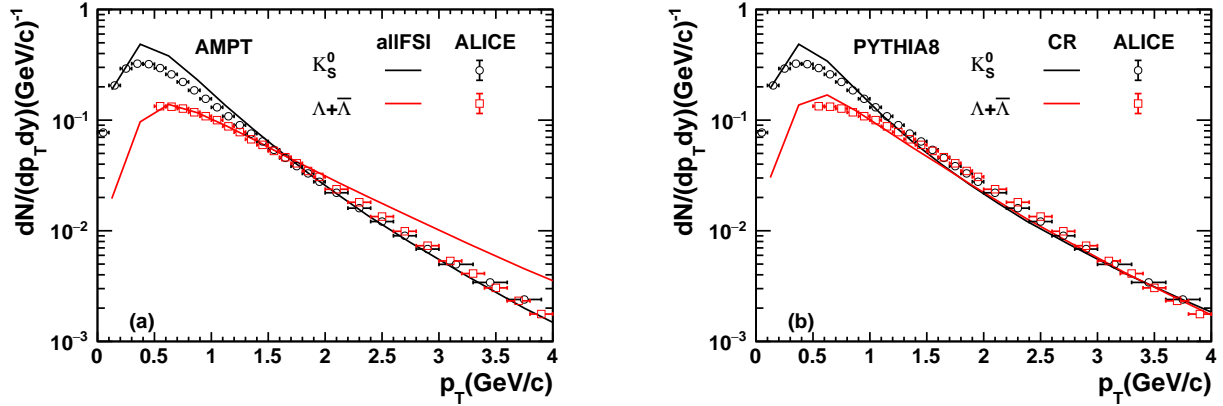 AMPT allFSI ALICE
K_S^0
Λ+Λ̅
dN/(dp_T dy)(GeV/c)^{-1}
1
10^{-1}
10^{-2}
10^{-3}
(a)
0 0.5 1 1.5 2 2.5 3 3.5 4
p_T(GeV/c)
PYTHIA8 CR ALICE
K_S^0
Λ+Λ̅
dN/(dp_T dy)(GeV/c)^{-1}
1
10^{-1}
10^{-2}
10^{-3}
(b)
0 0.5 1 1.5 2 2.5 3 3.5 4
p_T(GeV/c)